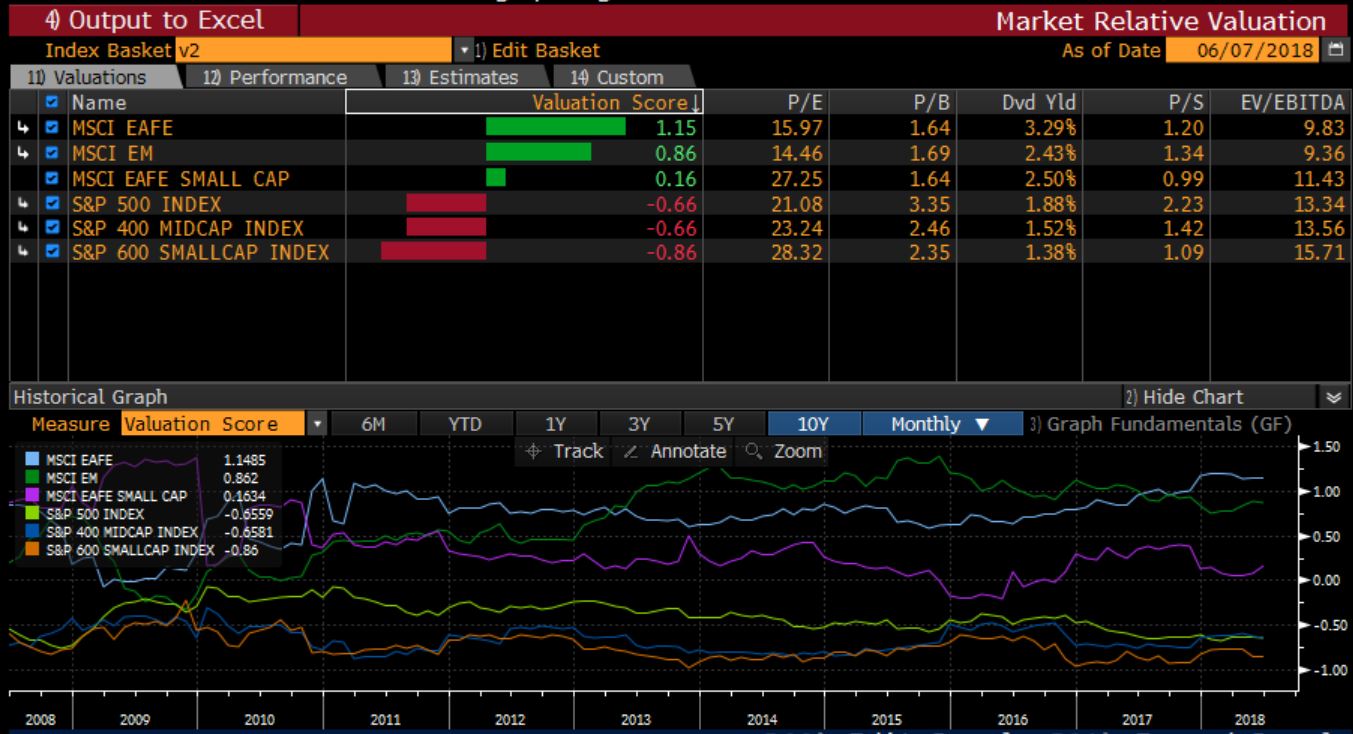 4) Output to Excel Market Relative Valuation
Index Basket v2 1) Edit Basket As of Date 06/07/2018
11) Valuations 12) Performance 13) Estimates 14) Custom
Name Valuation Score↓ P/E P/B Dvd Yld P/S EV/EBITDA
MSCI EAFE 1.15 15.97 1.64 3.29% 1.20 9.83
MSCI EM 0.86 14.46 1.69 2.43% 1.34 9.36
MSCI EAFE SMALL CAP 0.16 27.25 1.64 2.50% 0.99 11.43
S&P 500 INDEX -0.66 21.08 3.35 1.88% 2.23 13.34
S&P 400 MIDCAP INDEX -0.66 23.24 2.46 1.52% 1.42 13.56
S&P 600 SMALLCAP INDEX -0.86 28.32 2.35 1.38% 1.09 15.71
Historical Graph 2) Hide Chart
Measure Valuation Score 6M YTD 1Y 3Y 5Y 10Y Monthly ▼ 3) Graph Fundamentals (GF)
Track Annotate Zoom
MSCI EAFE 1.1485
MSCI EM 0.862
MSCI EAFE SMALL CAP 0.1634
S&P 500 INDEX -0.6559
S&P 400 MIDCAP INDEX -0.6581
S&P 600 SMALLCAP INDEX -0.86
1.50
1.00
0.50
0.00
-0.50
-1.00
2008 2009 2010 2011 2012 2013 2014 2015 2016 2017 2018